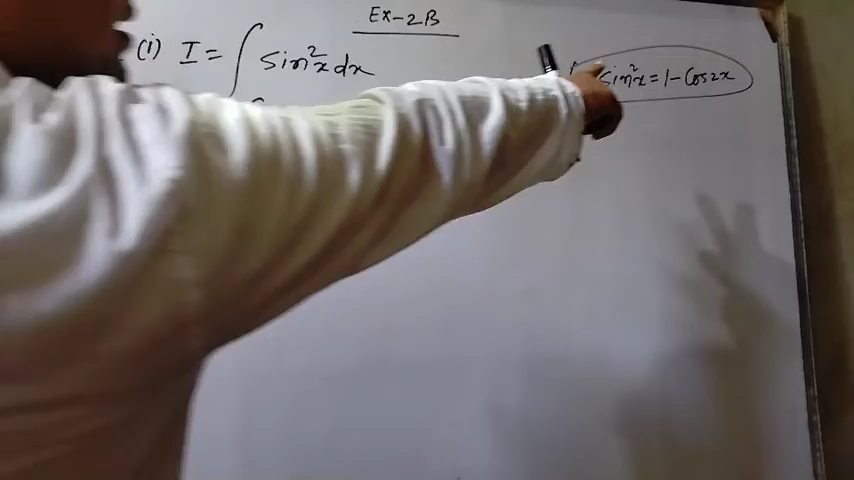 Ex-2B
(i) I = ∫ Sin²x dx
Sin²x = 1 - Cos2x